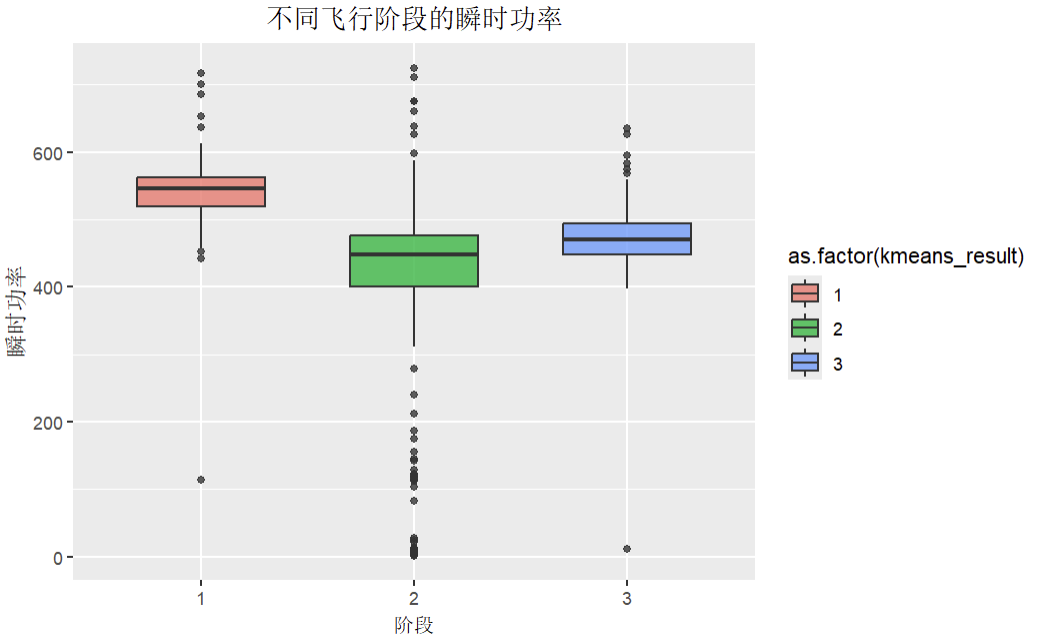 不同飞行阶段的瞬时功率
瞬时功率
600
400
200
0
1
2
3
阶段
as.factor(kmeans_result)
1
2
3